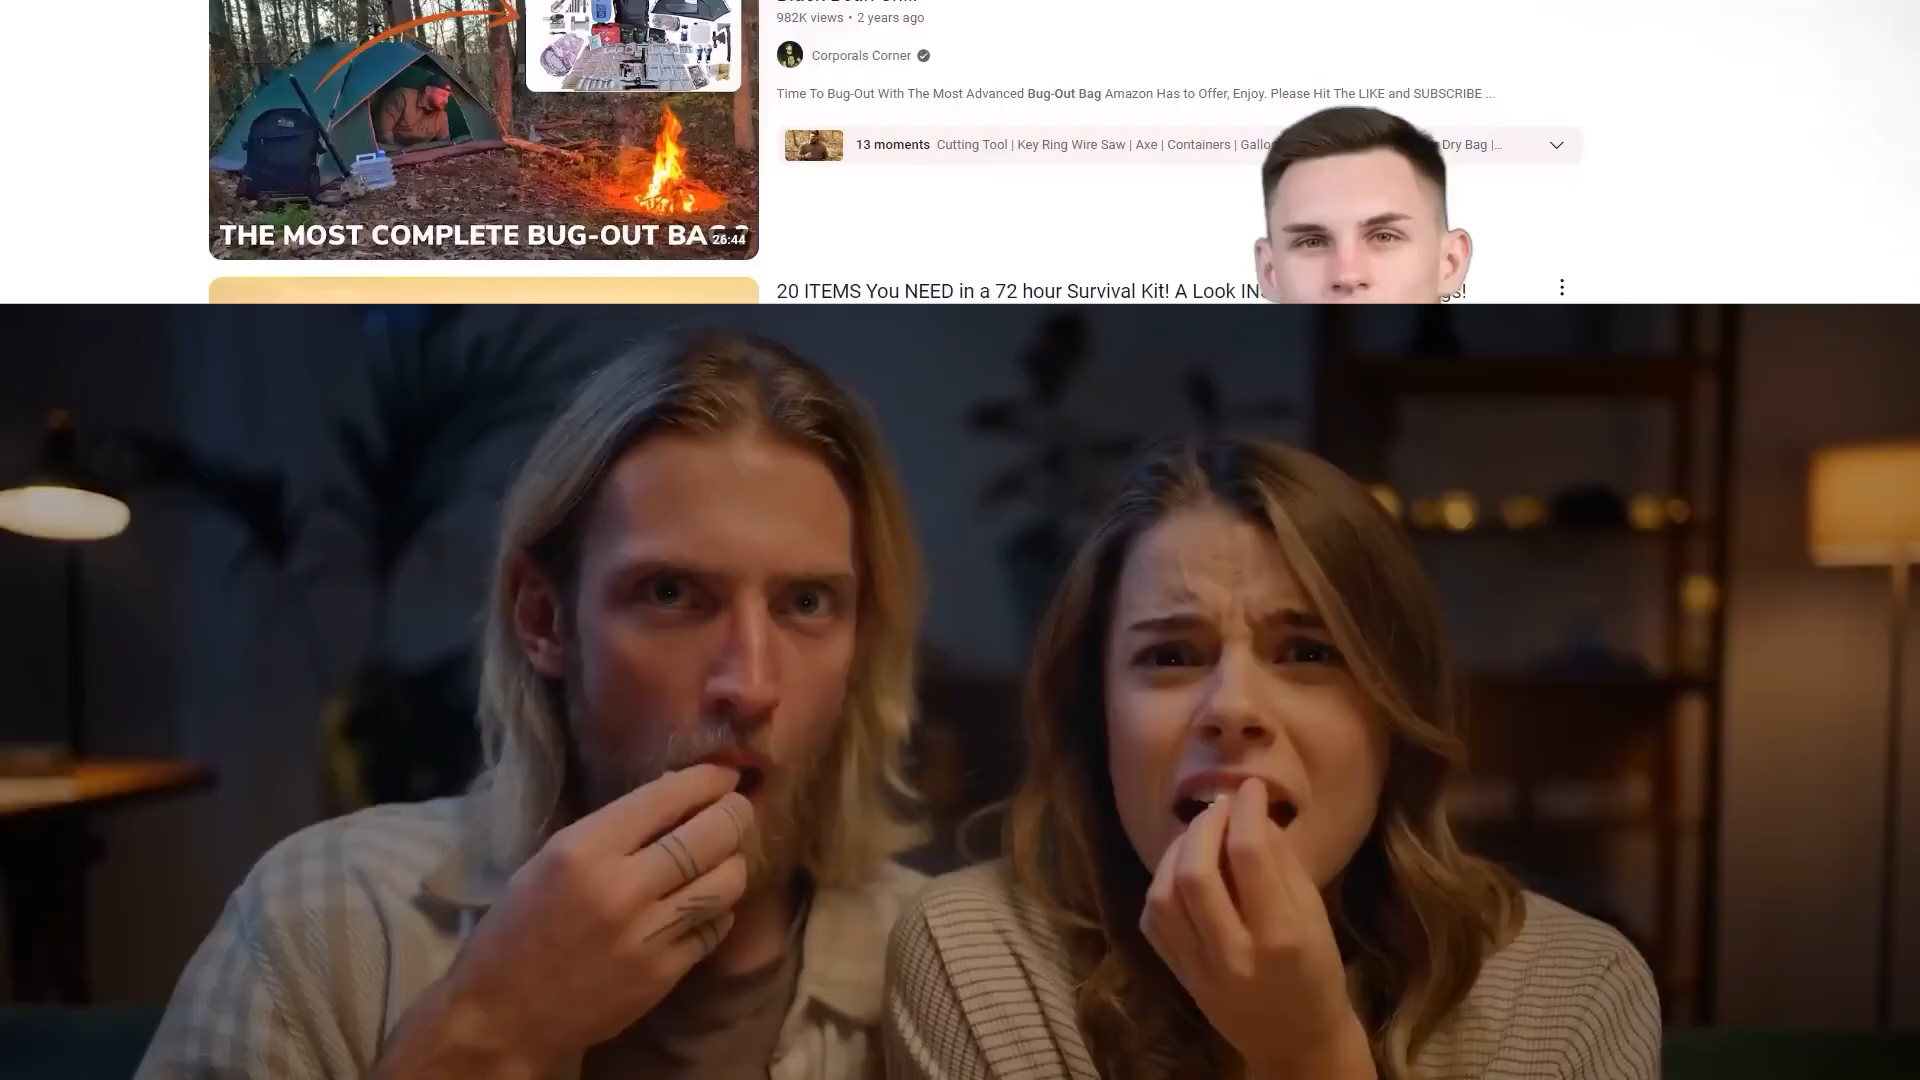 982K views • 2 years ago
Corporals Corner
Time To Bug-Out With The Most Advanced Bug-Out Bag Amazon Has to Offer, Enjoy. Please Hit The LIKE and SUBSCRIBE ...
13 moments Cutting Tool | Key Ring Wire Saw | Axe | Containers | Dry Bag |...
THE MOST COMPLETE BUG-OUT
26:44
20 ITEMS You NEED in a 72 hour Survival Kit! A Look